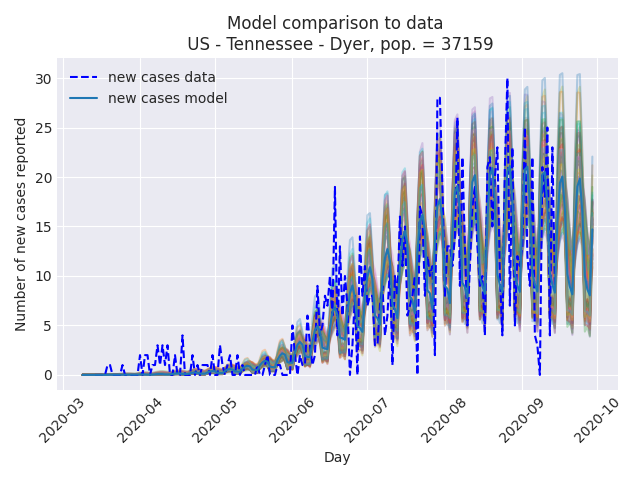 Model comparison to data
US - Tennessee - Dyer, pop. = 37159
new cases data
new cases model
Number of new cases reported
30
25
20
15
10
5
0
2020-03
2020-04
2020-05
2020-06
2020-07
2020-08
2020-09
2020-10
Day